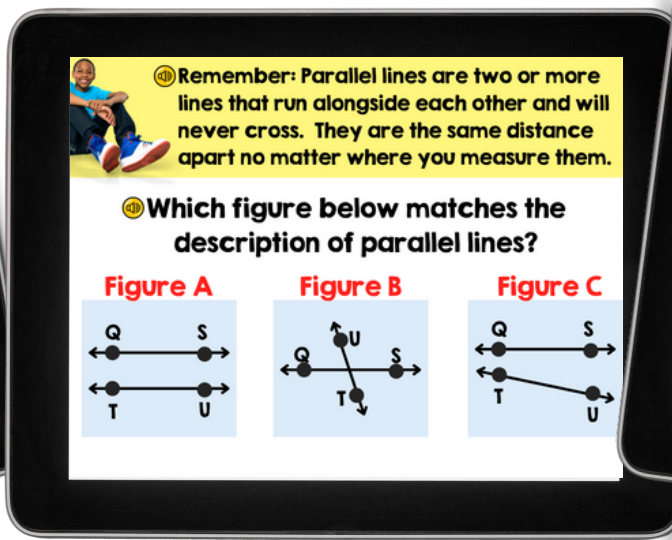 Remember: Parallel lines are two or more
lines that run alongside each other and will
never cross. They are the same distance
apart no matter where you measure them.
Which figure below matches the
description of parallel lines?
Figure A
Q S
T U
Figure B
U
Q S
T
Figure C
Q S
T
U